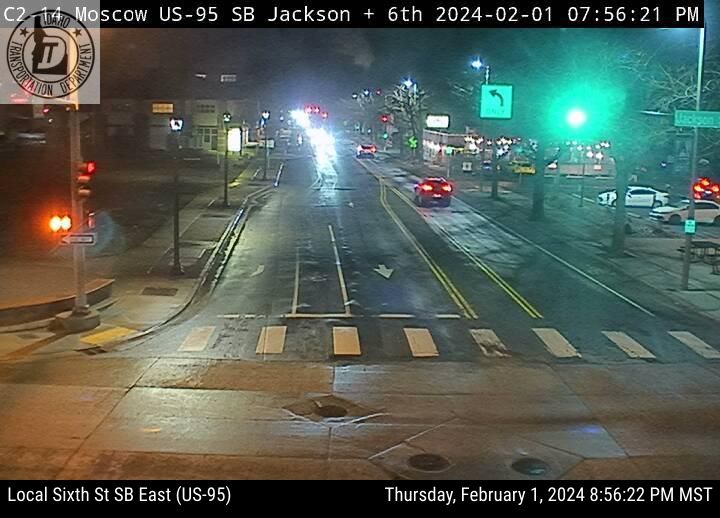 C2 14 Moscow US-95 SB Jackson + 6th 2024-02-01 07:56:21 PM
IDAHO
TRANSPORTATION DEPARTMENT
ONLY
Jackson
Local Sixth St SB East (US-95)
Thursday, February 1, 2024 8:56:22 PM MST